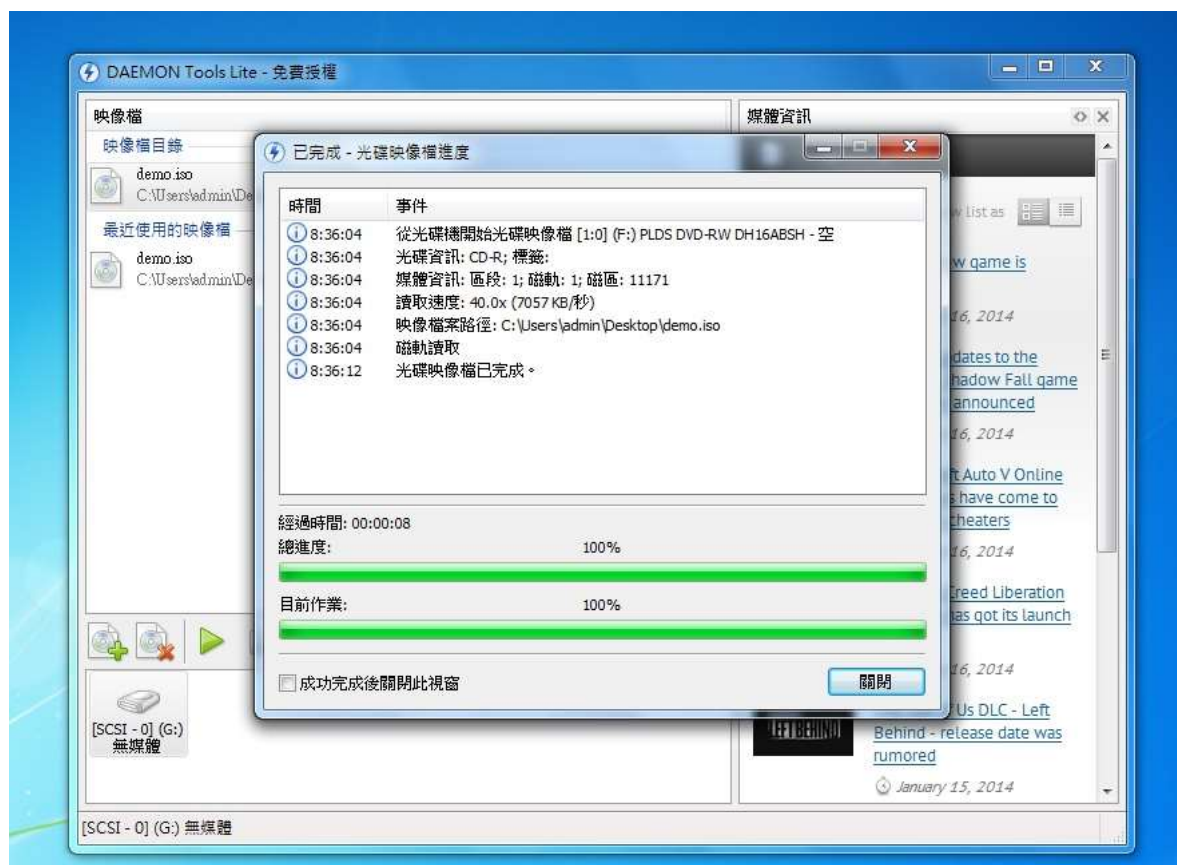 DAEMON Tools Lite - 免費授權
映像檔
映像檔目錄
demo.iso
C:\Users\admin\De
最近使用的映像檔
demo.iso
C:\Users\admin\De
[SCSI - 0] (G:)
無媒體
[SCSI - 0] (G:) 無媒體
已完成 - 光碟映像檔進度
時間 事件
8:36:04 從光碟機開始光碟映像檔 [1:0] (F:) PLDS DVD-RW DH16ABSH - 空
8:36:04 光碟資訊: CD-R; 標籤:
8:36:04 媒體資訊: 區段: 1; 磁軌: 1; 磁區: 11171
8:36:04 讀取速度: 40.0x (7057 KB/秒)
8:36:04 映像檔案路徑: C:\Users\admin\Desktop\demo.iso
8:36:04 磁軌讀取
8:36:12 光碟映像檔已完成。
經過時間: 00:00:08
總進度: 100%
目前作業: 100%
成功完成後關閉此視窗
關閉
媒體資訊
list as
game is
16, 2014
dates to the
hadow Fall game
announced
16, 2014
Auto V Online
have come to
cheaters
16, 2014
Creed Liberation
has got its launch
16, 2014
Us DLC - Left
Behind - release date was
rumored
January 15, 2014
LEFT BEHIND